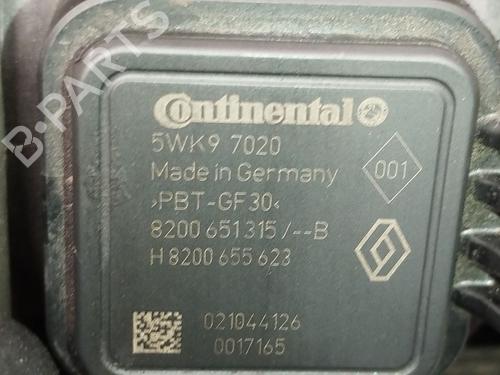 B-PARTS
Continental
5WK9 7020
Made in Germany
001
›PBT-GF30‹
8200 651 315 /--B
H 8200 655 623
021044126
0017165